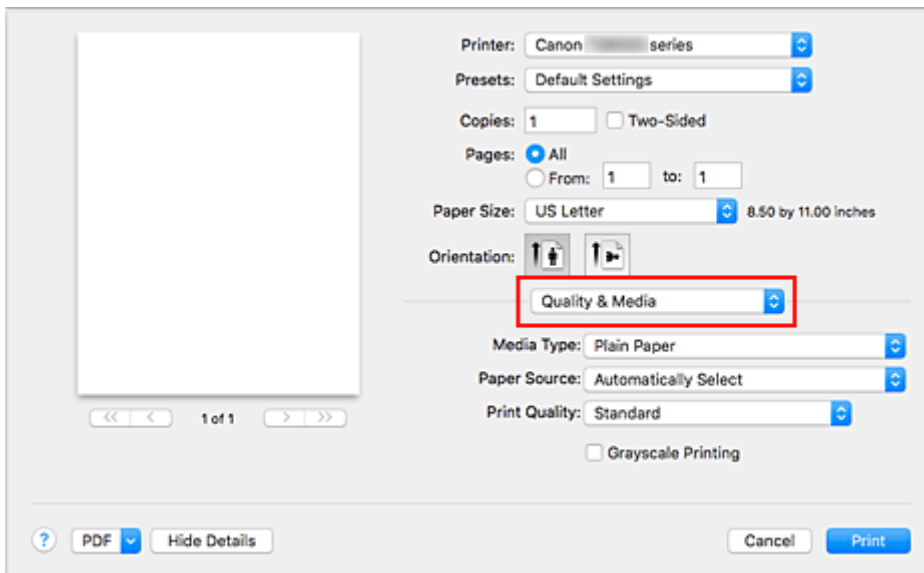 Printer: Canon series
Presets: Default Settings
Copies: 1 Two-Sided
Pages: All
From: 1 to: 1
Paper Size: US Letter 8.50 by 11.00 inches
Orientation:
Quality & Media
Media Type: Plain Paper
Paper Source: Automatically Select
Print Quality: Standard
Grayscale Printing
<< < 1 of 1 > >>
? PDF Hide Details Cancel Print